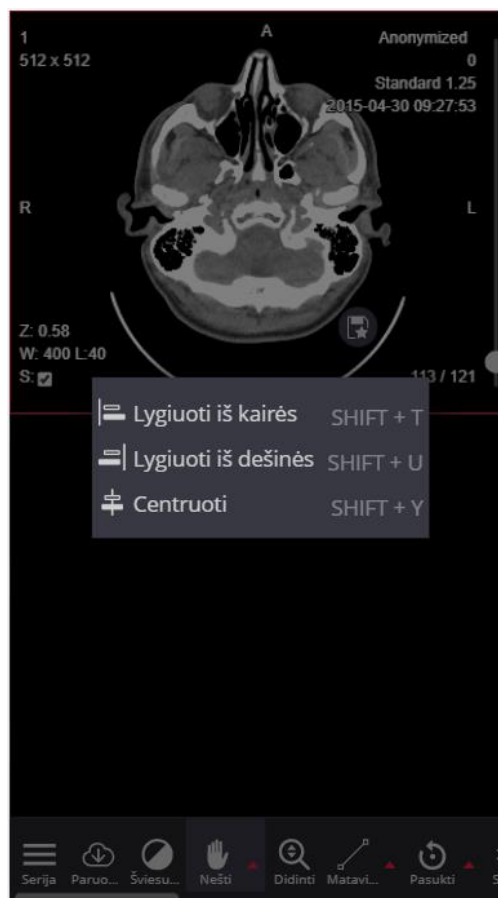 1
512 x 512
A
Anonymized
0
Standard 1.25
2015-04-30 09:27:53
R
L
Z: 0.58
W: 400 L:40
S:
113 / 121
Lygiuoti iš kairės SHIFT + T
Lygiuoti iš dešinės SHIFT + U
Centruoti SHIFT + Y
Serija Paruo... Šviesu... Nešti Didinti Matavi... Pasukti